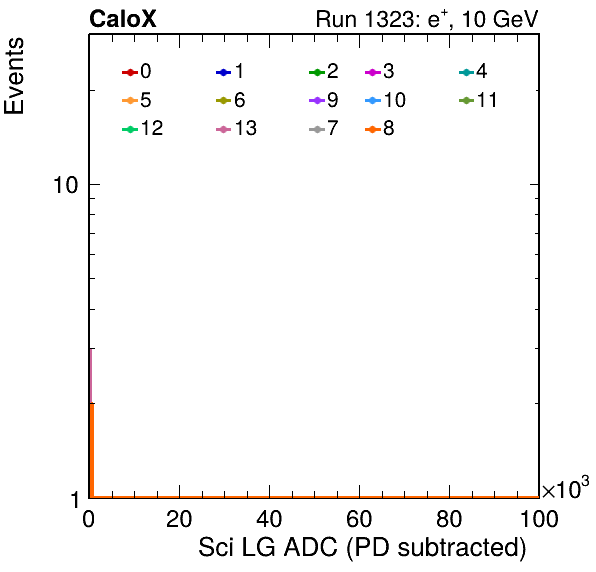 CaloX Run 1323: e⁺, 10 GeV
Events
0 1 2 3 4
5 6 9 10 11
12 13 7 8
10
1
0 20 40 60 80 100
×10³
Sci LG ADC (PD subtracted)